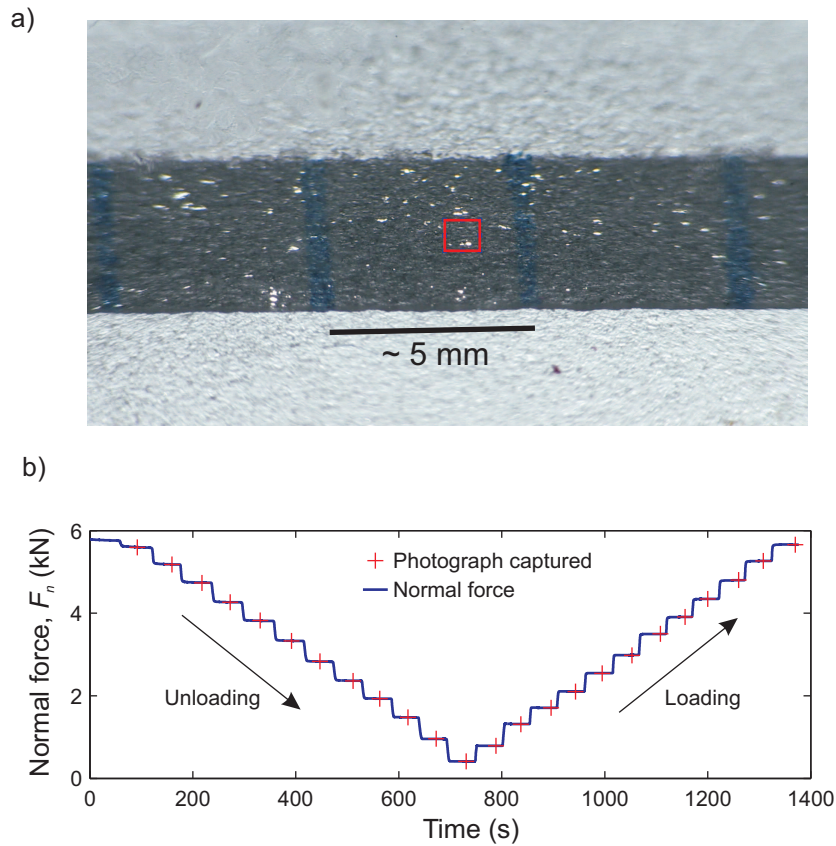 a)
~ 5 mm
b)
Normal force, Fₙ (kN)
6
4
2
0
Photograph captured
Normal force
Unloading
Loading
0 200 400 600 800 1000 1200 1400
Time (s)